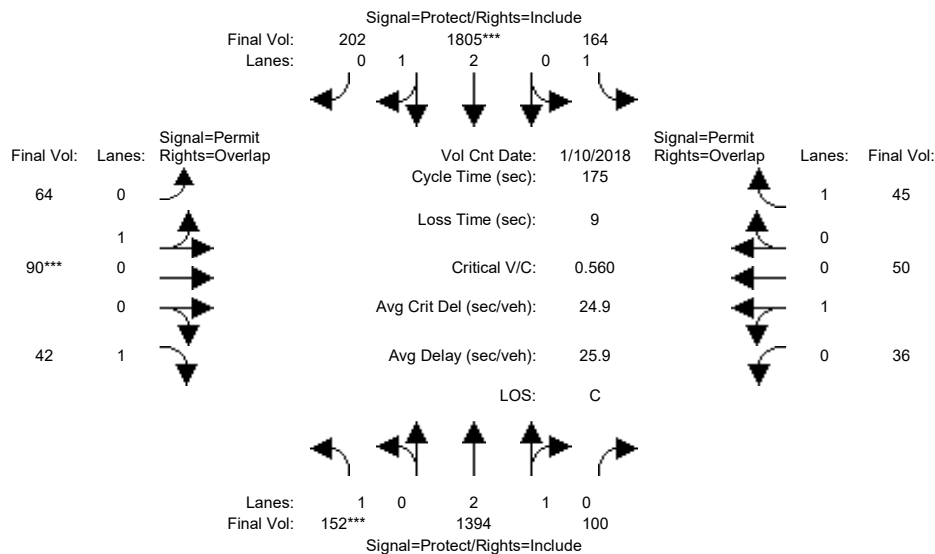 Signal=Protect/Rights=Include
Final Vol: 202 1805*** 164
Lanes: 0 1 2 0 1
Signal=Permit Signal=Permit
Final Vol: Lanes: Rights=Overlap Vol Cnt Date: 1/10/2018 Rights=Overlap Lanes: Final Vol:
Cycle Time (sec): 175
64 0 1 45
Loss Time (sec): 9
1 0
90*** 0 Critical V/C: 0.560 0 50
0 Avg Crit Del (sec/veh): 24.9 1
42 1 Avg Delay (sec/veh): 25.9 0 36
LOS: C
Lanes: 1 0 2 1 0
Final Vol: 152*** 1394 100
Signal=Protect/Rights=Include